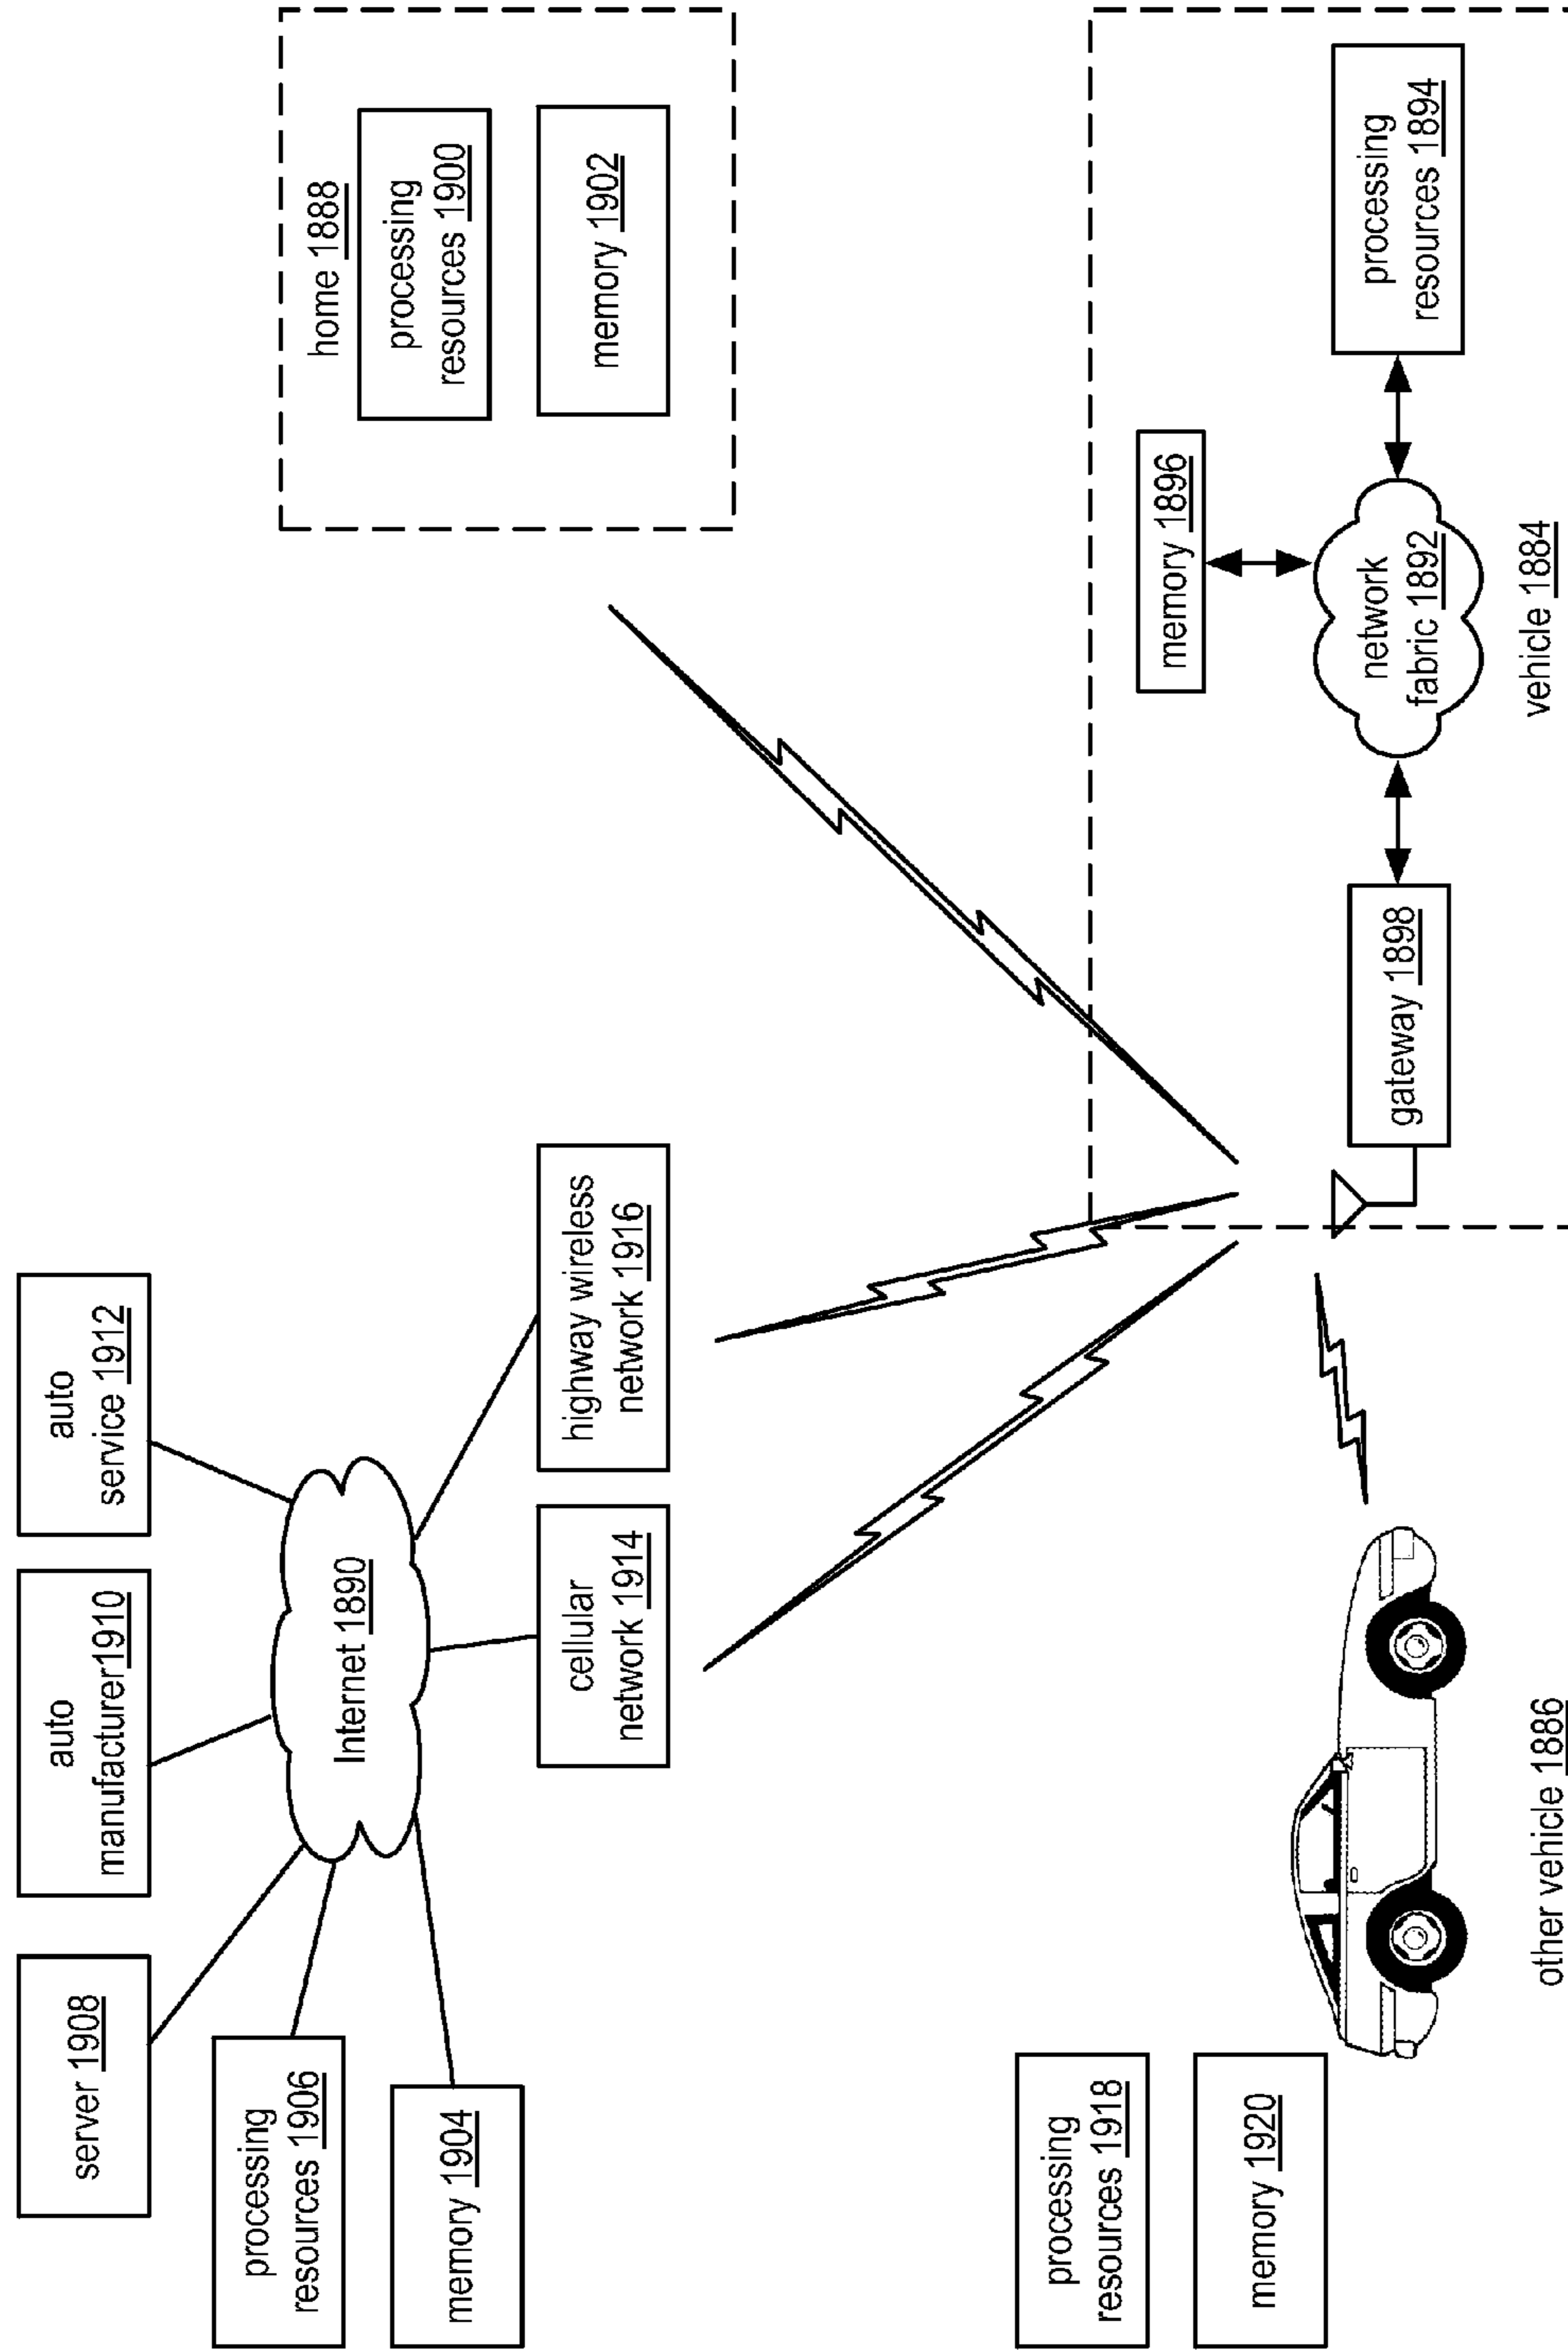 server 1908
auto
manufacturer1910
auto
service 1912
processing
resources 1906
memory 1904
Internet 1890
cellular
network 1914
highway wireless
network 1916
home 1888
processing
resources 1900
memory 1902
processing
resources 1918
memory 1920
other vehicle 1886
gateway 1898
memory 1896
network
fabric 1892
processing
resources 1894
vehicle 1884